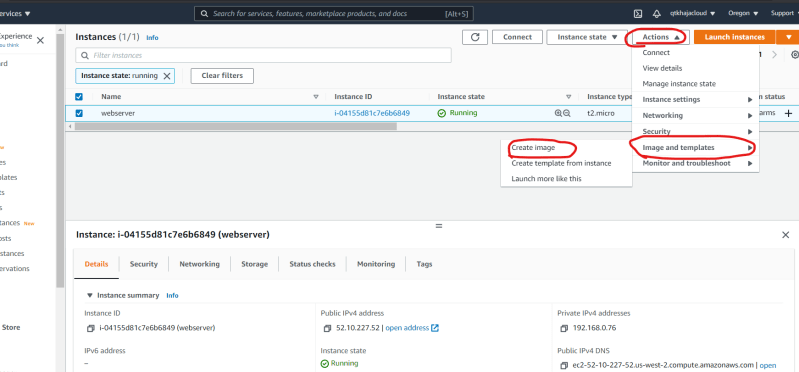 ervices ▼
Search for services, features, marketplace products, and docs
[Alt+S]
qtkhajacloud ▼
Oregon ▼
Support
Experience
ou think
ard
ew
es
plates
ts
s
tances New
osts
stances
ervations
Store
Instances (1/1) Info
Connect
Instance state ▼
Actions ▲
Launch instances
▼
Filter instances
1
Instance state: running
Clear filters
Name
Instance ID
Instance state
Instance type
m status
webserver
i-04155d81c7e6b6849
Running
t2.micro
arms
Connect
View details
Manage instance state
Instance settings
Networking
Security
Image and templates
Monitor and troubleshoot
Create image
Create template from instance
Launch more like this
Instance: i-04155d81c7e6b6849 (webserver)
Details
Security
Networking
Storage
Status checks
Monitoring
Tags
▼ Instance summary Info
Instance ID
i-04155d81c7e6b6849 (webserver)
Public IPv4 address
52.10.227.52 | open address
Private IPv4 addresses
192.168.0.76
IPv6 address
–
Instance state
Running
Public IPv4 DNS
ec2-52-10-227-52.us-west-2.compute.amazonaws.com | open